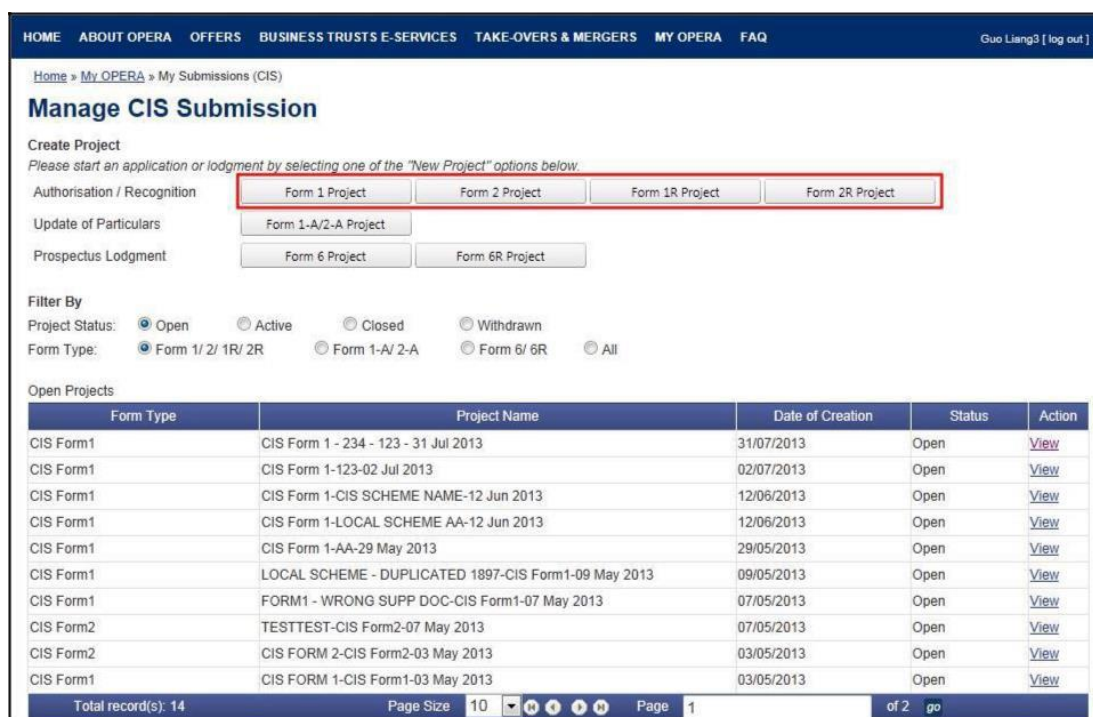 HOME ABOUT OPERA OFFERS BUSINESS TRUSTS E-SERVICES TAKE-OVERS & MERGERS MY OPERA FAQ Guo Liang3 [ log out ]
Home » My OPERA » My Submissions (CIS)
Manage CIS Submission
Create Project
Please start an application or lodgment by selecting one of the "New Project" options below.
Authorisation / Recognition Form 1 Project Form 2 Project Form 1R Project Form 2R Project
Update of Particulars Form 1-A/2-A Project
Prospectus Lodgment Form 6 Project Form 6R Project
Filter By
Project Status: Open Active Closed Withdrawn
Form Type: Form 1/ 2/ 1R/ 2R Form 1-A/ 2-A Form 6/ 6R All
Open Projects
Form Type Project Name Date of Creation Status Action
CIS Form1 CIS Form 1 - 234 - 123 - 31 Jul 2013 31/07/2013 Open View
CIS Form1 CIS Form 1-123-02 Jul 2013 02/07/2013 Open View
CIS Form1 CIS Form 1-CIS SCHEME NAME-12 Jun 2013 12/06/2013 Open View
CIS Form1 CIS Form 1-LOCAL SCHEME AA-12 Jun 2013 12/06/2013 Open View
CIS Form1 CIS Form 1-AA-29 May 2013 29/05/2013 Open View
CIS Form1 LOCAL SCHEME - DUPLICATED 1897-CIS Form1-09 May 2013 09/05/2013 Open View
CIS Form1 FORM1 - WRONG SUPP DOC-CIS Form1-07 May 2013 07/05/2013 Open View
CIS Form2 TESTTEST-CIS Form2-07 May 2013 07/05/2013 Open View
CIS Form2 CIS FORM 2-CIS Form2-03 May 2013 03/05/2013 Open View
CIS Form1 CIS FORM 1-CIS Form1-03 May 2013 03/05/2013 Open View
Total record(s): 14 Page Size 10 Page 1 of 2 go